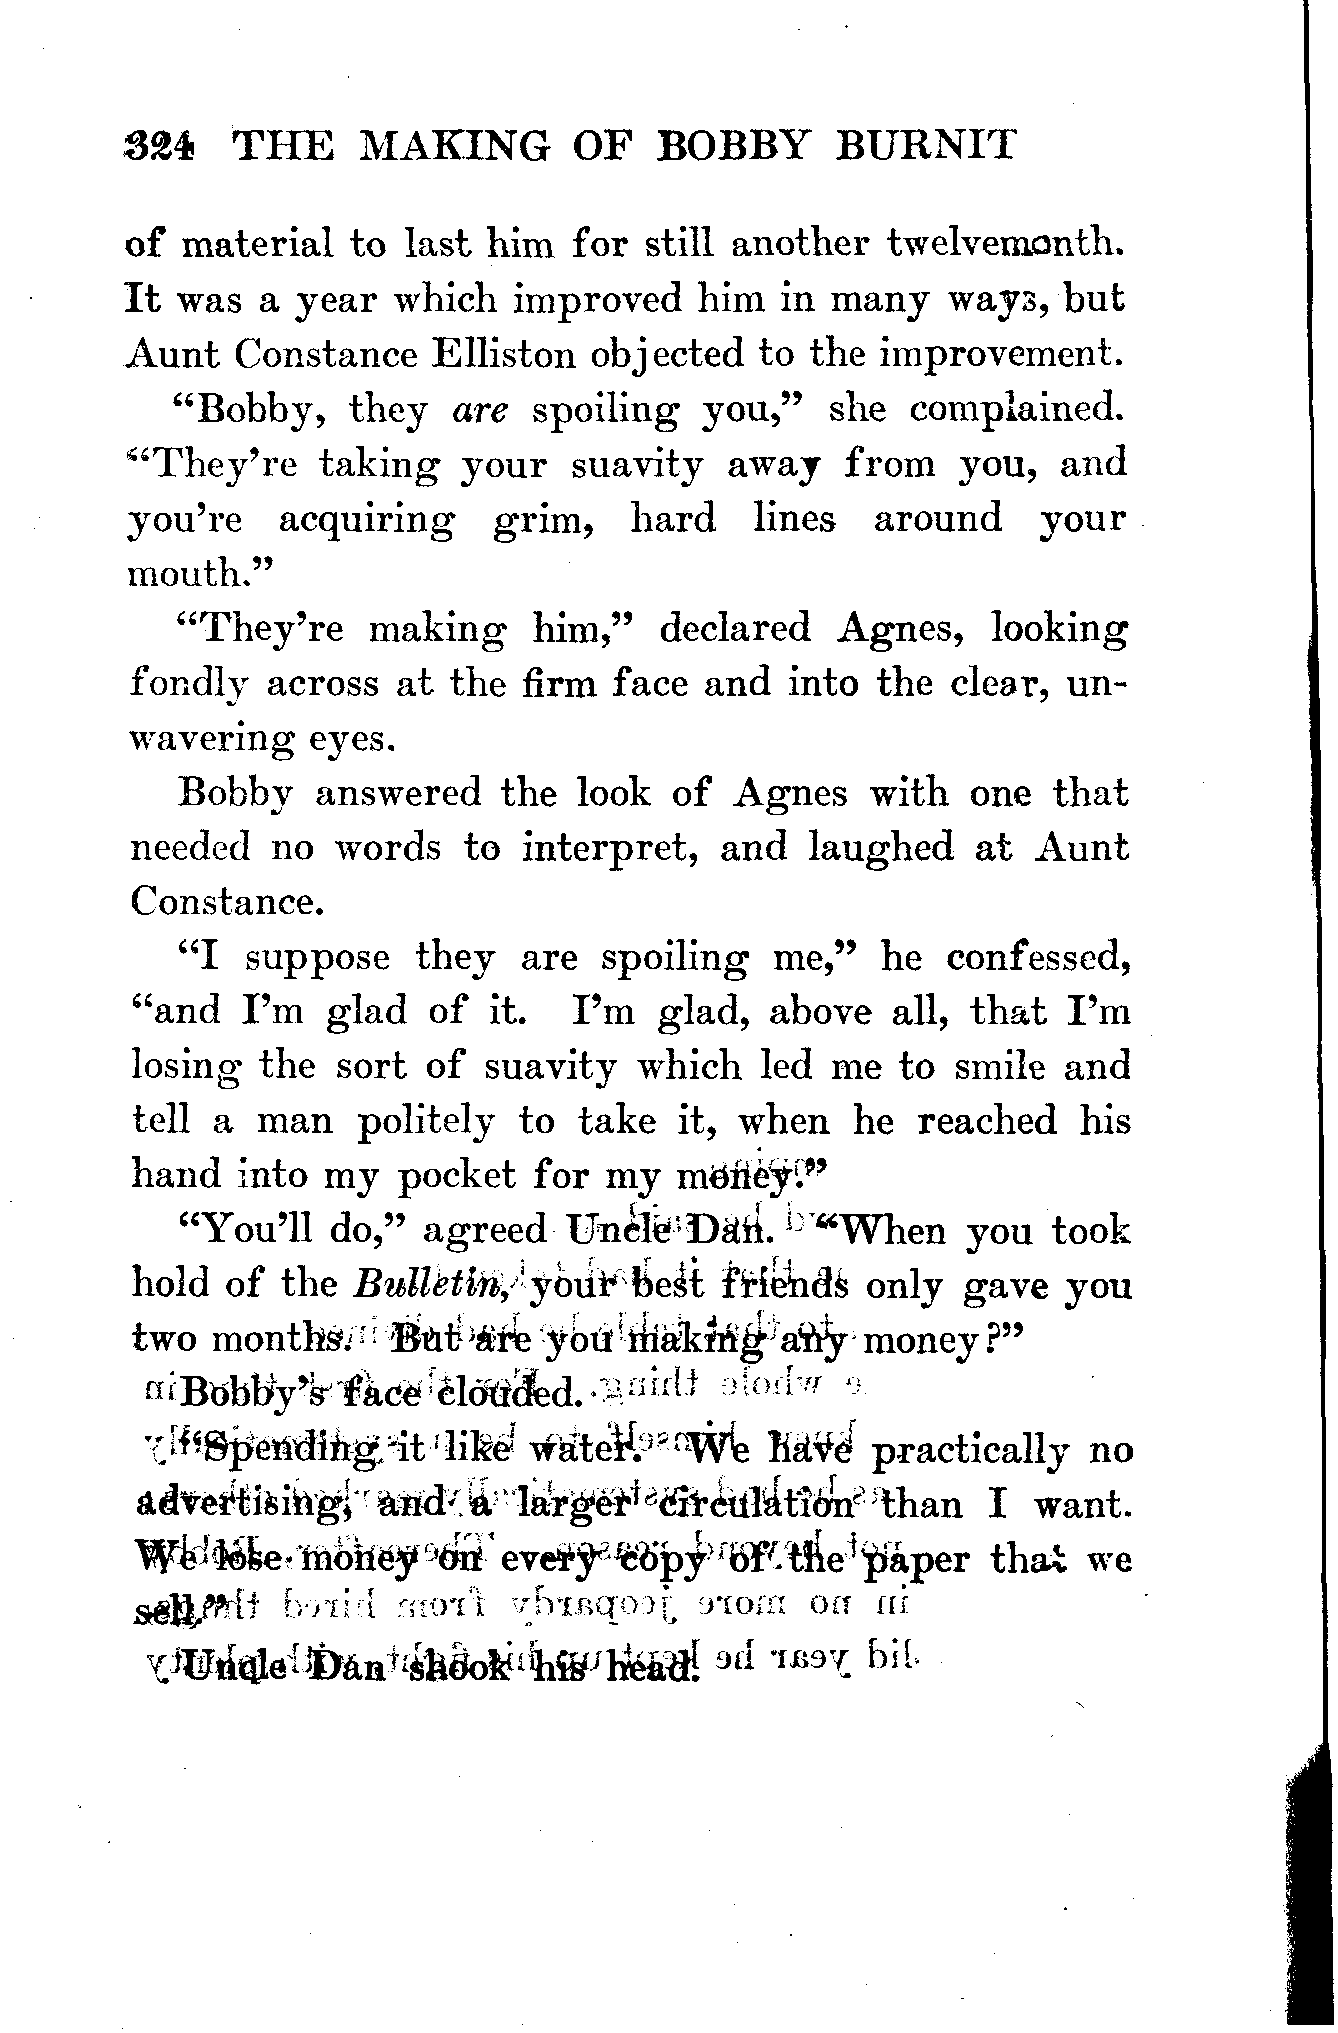 324 THE MAKING OF BOBBY BURNIT
of material to last him for still another twelvemonth.
It was a year which improved him in many ways, but
Aunt Constance Elliston objected to the improvement.
“Bobby, they are spoiling you,” she complained.
“They’re taking your suavity away from you, and
you’re acquiring grim, hard lines around your
mouth.”
“They’re making him,” declared Agnes, looking
fondly across at the firm face and into the clear, un-
wavering eyes.
Bobby answered the look of Agnes with one that
needed no words to interpret, and laughed at Aunt
Constance.
“I suppose they are spoiling me,” he confessed,
“and I’m glad of it. I’m glad, above all, that I’m
losing the sort of suavity which led me to smile and
tell a man politely to take it, when he reached his
hand into my pocket for my money.”
“You’ll do,” agreed Uncle Dan. “When you took
hold of the Bulletin, your best friends only gave you
two months. But are you making any money?”
Bobby’s face clouded.
“Spending it like water. We have practically no
advertising, and a larger circulation than I want.
We lose money on every copy of the paper that we
sell.”
Uncle Dan shook his head.